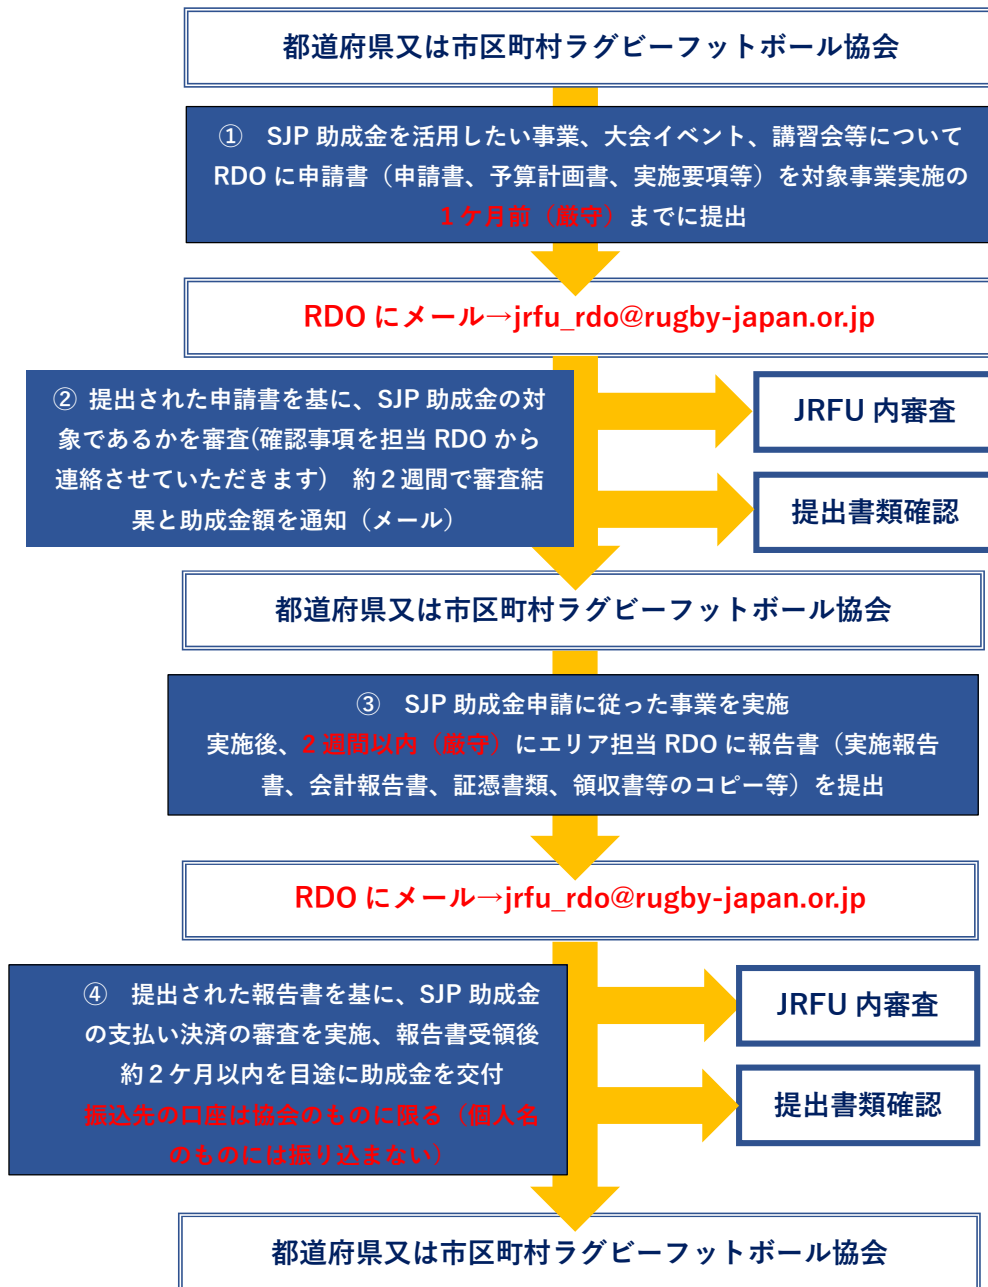 都道府県又は市区町村ラグビーフットボール協会
① SJP 助成金を活用したい事業、大会イベント、講習会等について
RDO に申請書（申請書、予算計画書、実施要項等）を対象事業実施の
１ケ月前（厳守）までに提出
RDO にメール→jrfu_rdo@rugby-japan.or.jp
② 提出された申請書を基に、SJP 助成金の対
象であるかを審査(確認事項を担当 RDO から
連絡させていただきます） 約２週間で審査結
果と助成金額を通知（メール）
JRFU 内審査
提出書類確認
都道府県又は市区町村ラグビーフットボール協会
③ SJP 助成金申請に従った事業を実施
実施後、２週間以内（厳守）にエリア担当 RDO に報告書（実施報告
書、会計報告書、証憑書類、領収書等のコピー等）を提出
RDO にメール→jrfu_rdo@rugby-japan.or.jp
④ 提出された報告書を基に、SJP 助成金
の支払い決済の審査を実施、報告書受領後
約２ケ月以内を目途に助成金を交付
振込先の口座は協会のものに限る（個人名
のものには振り込まない）
JRFU 内審査
提出書類確認
都道府県又は市区町村ラグビーフットボール協会